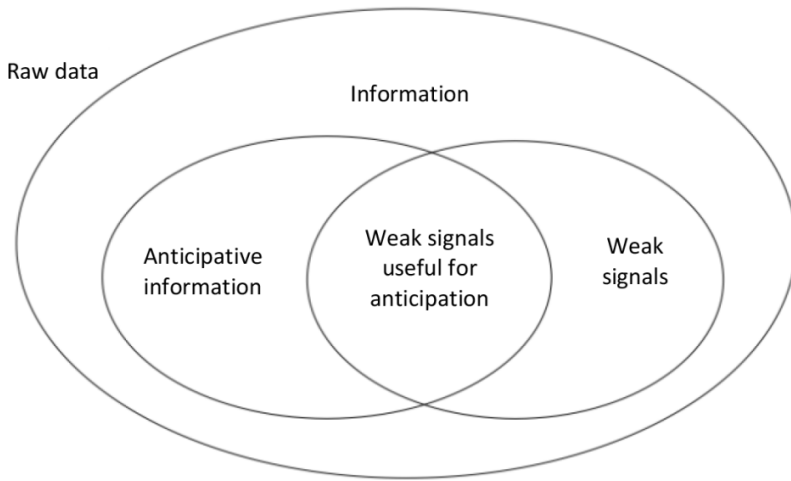 Raw data
Information
Anticipative
information
Weak signals
useful for
anticipation
Weak
signals